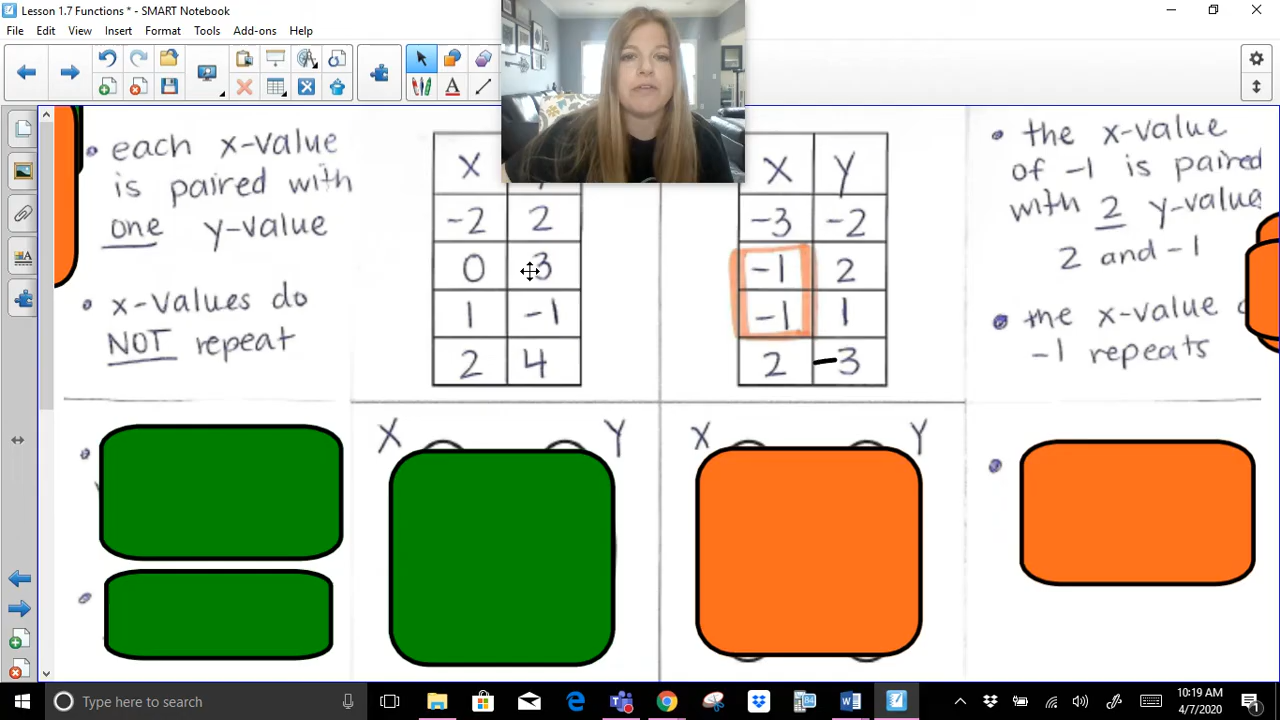 Lesson 1.7 Functions * - SMART Notebook
File Edit View Insert Format Tools Add-ons Help
• each x-value
is paired with
one y-value
• x-values do
NOT repeat
X
-2 2
0 3
1 -1
2 4
X Y
-3 -2
-1 2
-1 1
2 -3
• the x-value
of -1 is paired
with 2 y-value
2 and -1
• the x-value
-1 repeats
X Y
X Y
Type here to search
10:19 AM
4/7/2020